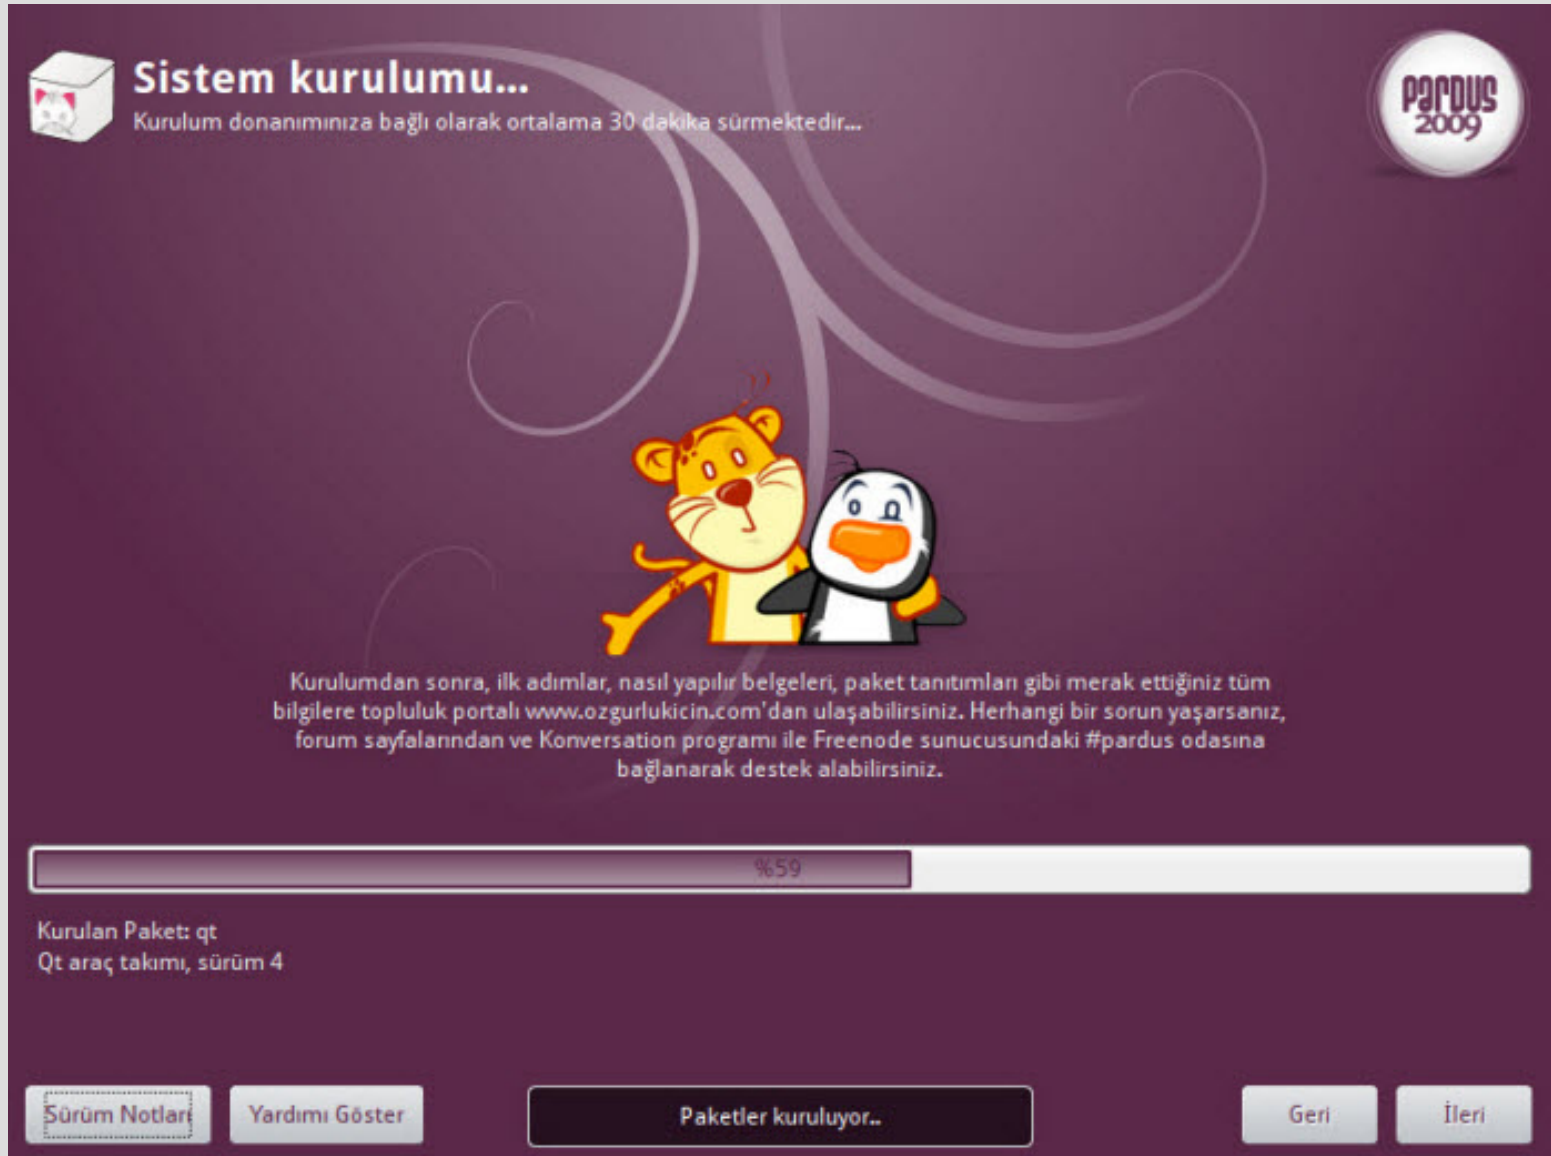 Sistem kurulumu...
Kurulum donanımınıza bağlı olarak ortalama 30 dakika sürmektedir...
PARDUS
2009
Kurulumdan sonra, ilk adımlar, nasıl yapılır belgeleri, paket tanıtımları gibi merak ettiğiniz tüm
bilgilere topluluk portalı www.ozgurlukicin.com'dan ulaşabilirsiniz. Herhangi bir sorun yaşarsanız,
forum sayfalarından ve Konversation programı ile Freenode sunucusundaki #pardus odasına
bağlanarak destek alabilirsiniz.
%59
Kurulan Paket: qt
Qt araç takımı, sürüm 4
Sürüm Notları
Yardımı Göster
Paketler kuruluyor..
Geri
İleri